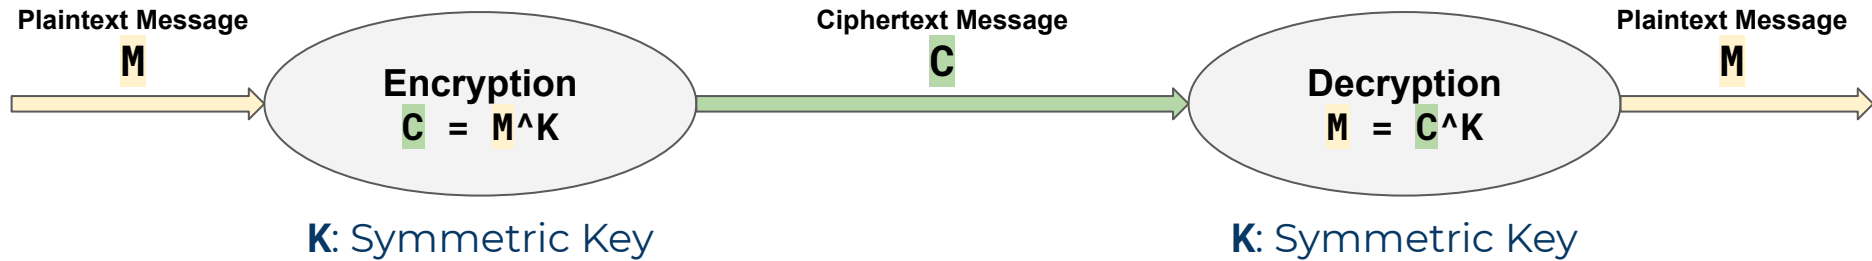 Plaintext Message
M
Encryption
C = M^K
K: Symmetric Key
Ciphertext Message
C
Decryption
M = C^K
K: Symmetric Key
Plaintext Message
M